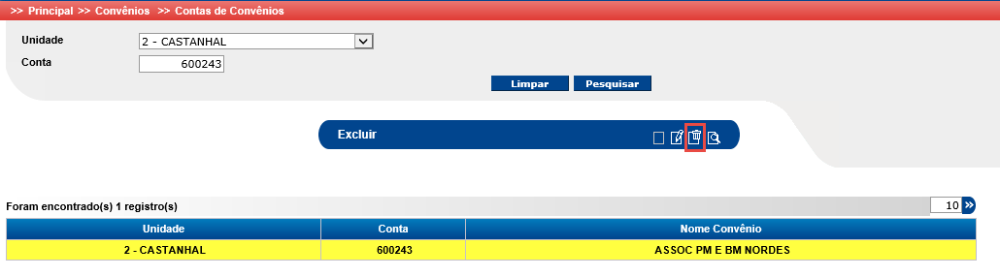 >> Principal >> Convênios >> Contas de Convênios
Unidade 2 - CASTANHAL
Conta 600243
Limpar Pesquisar
Excluir
Foram encontrado(s) 1 registro(s) 10
Unidade Conta Nome Convênio
2 - CASTANHAL 600243 ASSOC PM E BM NORDES